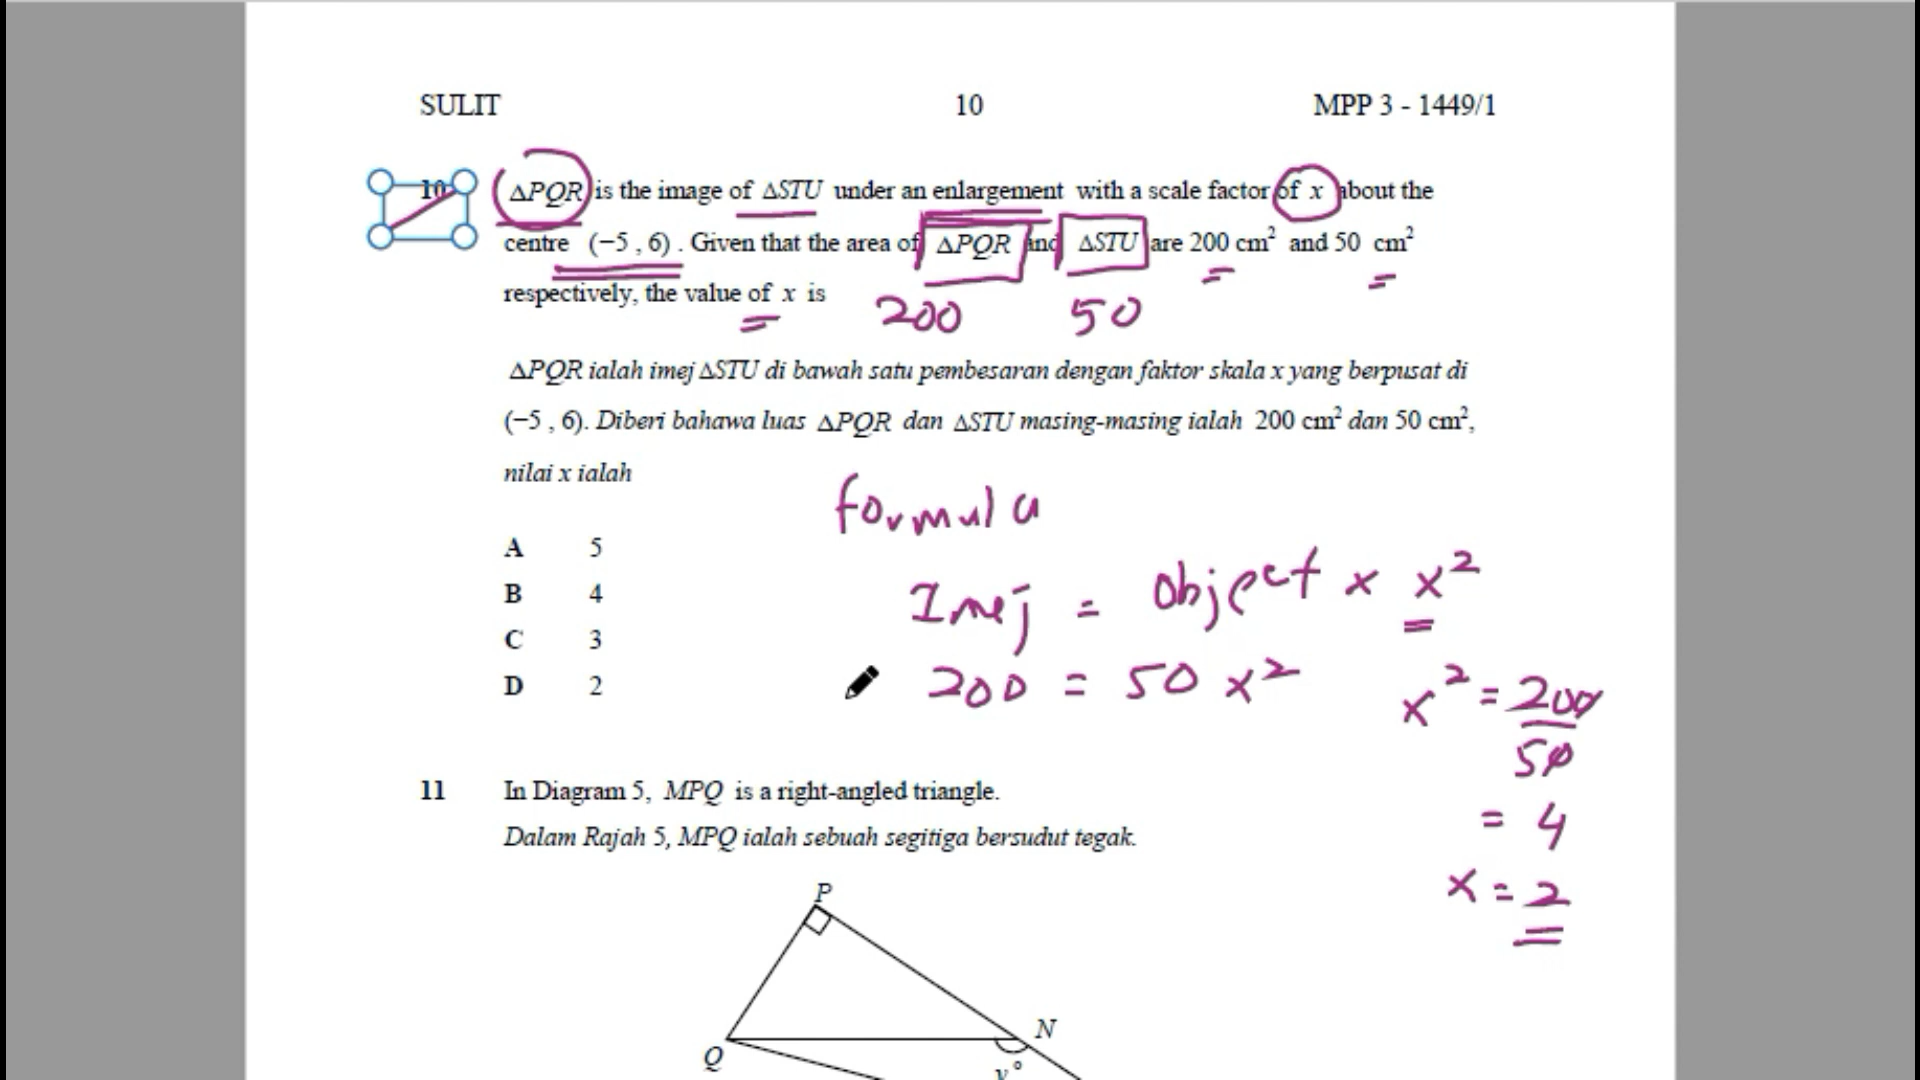 SULIT 10 MPP 3 - 1449/1
10 ΔPQR is the image of ΔSTU under an enlargement with a scale factor of x about the
centre (−5 , 6) . Given that the area of ΔPQR and ΔSTU are 200 cm² and 50 cm²
respectively, the value of x is
200 50
ΔPQR ialah imej ΔSTU di bawah satu pembesaran dengan faktor skala x yang berpusat di
(−5 , 6). Diberi bahawa luas ΔPQR dan ΔSTU masing-masing ialah 200 cm² dan 50 cm²,
nilai x ialah
formula
A 5
B 4
C 3
D 2
Imej = Object × x²
200 = 50 x²
x² = 200/50
= 4
x = 2
11 In Diagram 5, MPQ is a right-angled triangle.
Dalam Rajah 5, MPQ ialah sebuah segitiga bersudut tegak.
P
N
Q
y°